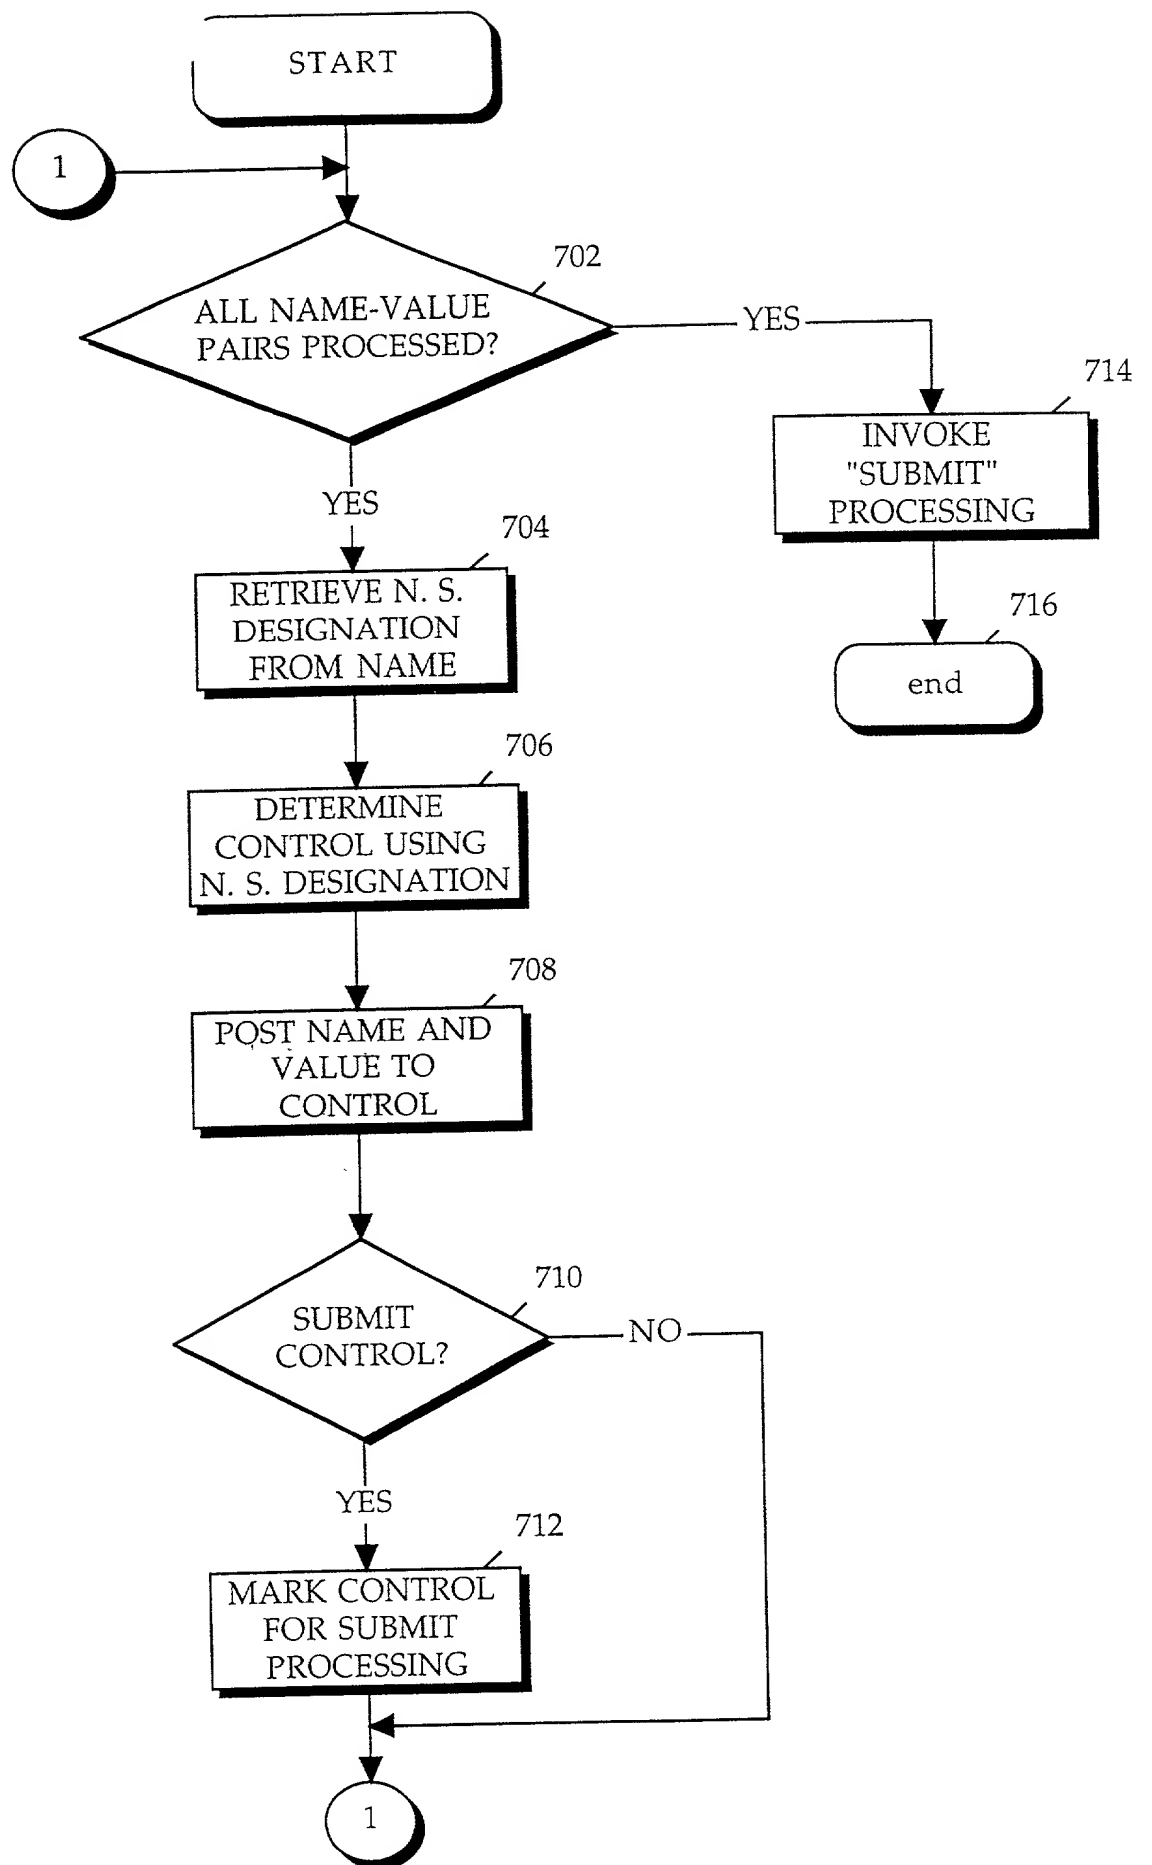 START
1
702
ALL NAME-VALUE
PAIRS PROCESSED?
YES
714
INVOKE
"SUBMIT"
PROCESSING
YES
704
RETRIEVE N. S.
DESIGNATION
FROM NAME
716
end
706
DETERMINE
CONTROL USING
N. S. DESIGNATION
708
POST NAME AND
VALUE TO
CONTROL
710
SUBMIT
CONTROL?
NO
YES
712
MARK CONTROL
FOR SUBMIT
PROCESSING
1